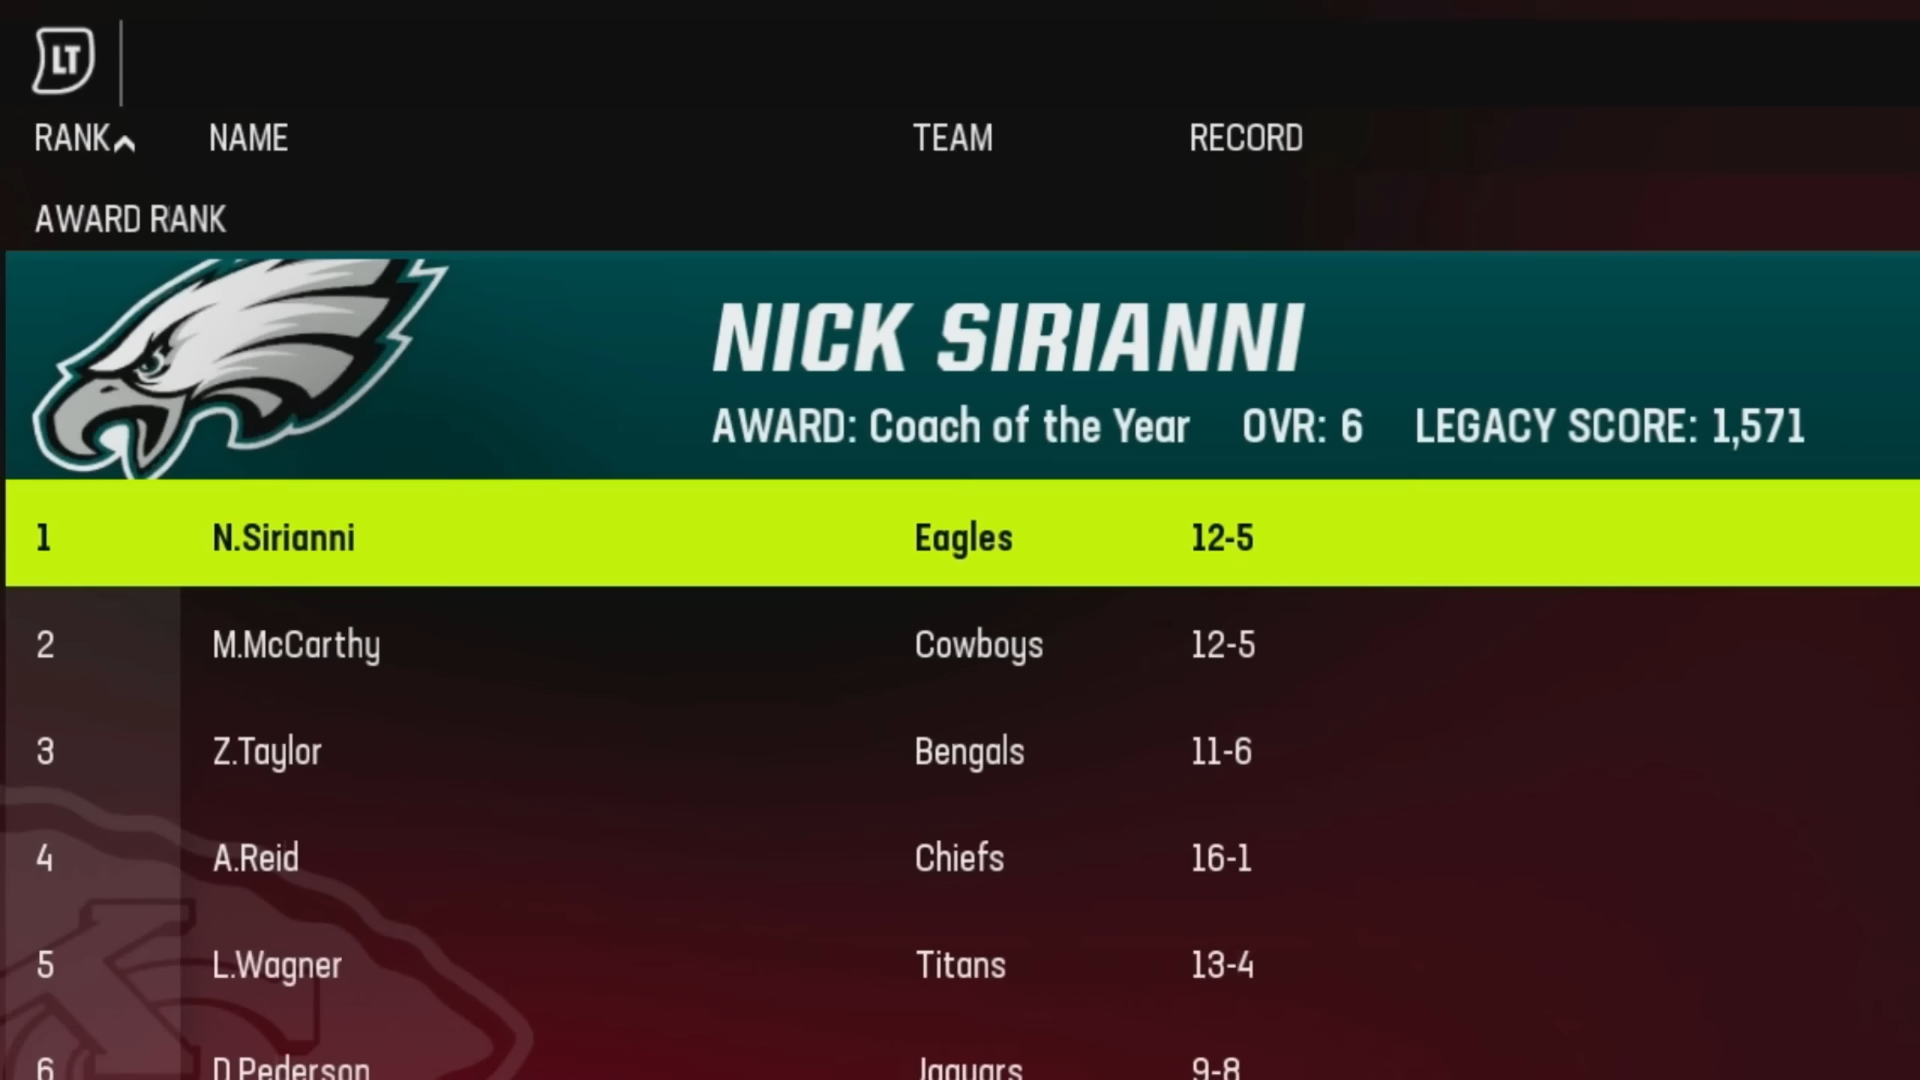 LT
RANK NAME TEAM RECORD
AWARD RANK
NICK SIRIANNI
AWARD: Coach of the Year OVR: 6 LEGACY SCORE: 1,571
1 N.Sirianni Eagles 12-5
2 M.McCarthy Cowboys 12-5
3 Z.Taylor Bengals 11-6
4 A.Reid Chiefs 16-1
5 L.Wagner Titans 13-4
6 D.Pederson Jaguars 9-8